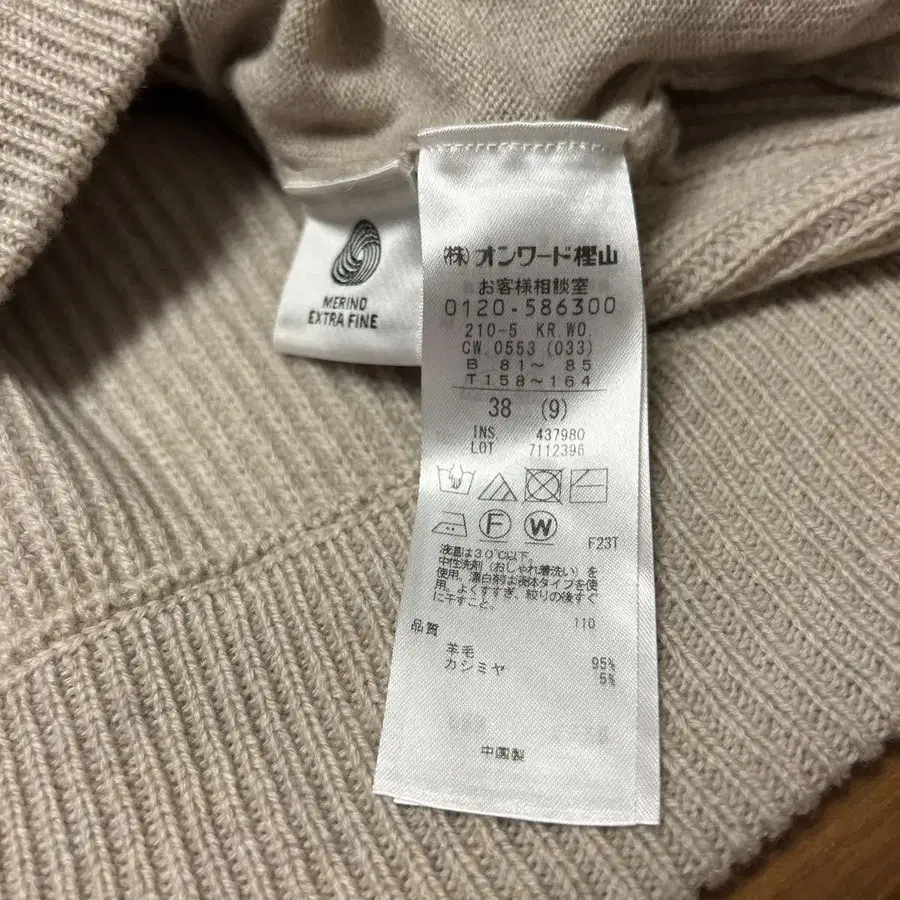 MERINO
EXTRA FINE
(株)オンワード樫山
お客様相談室
0120-586300
210-5 KR.WO.
CW.0553 (033)
B 81〜 85
T158〜164
38 (9)
INS. 437980
LOT 7112396
F W
F23T
液温は30℃以下。
中性洗剤(おしゃれ着洗い)を
使用。漂白剤は液体タイプを使
用。よくすすぎ、絞りの後すぐ
に干すこと。
110
品質
羊毛 95%
カシミヤ 5%
中国製